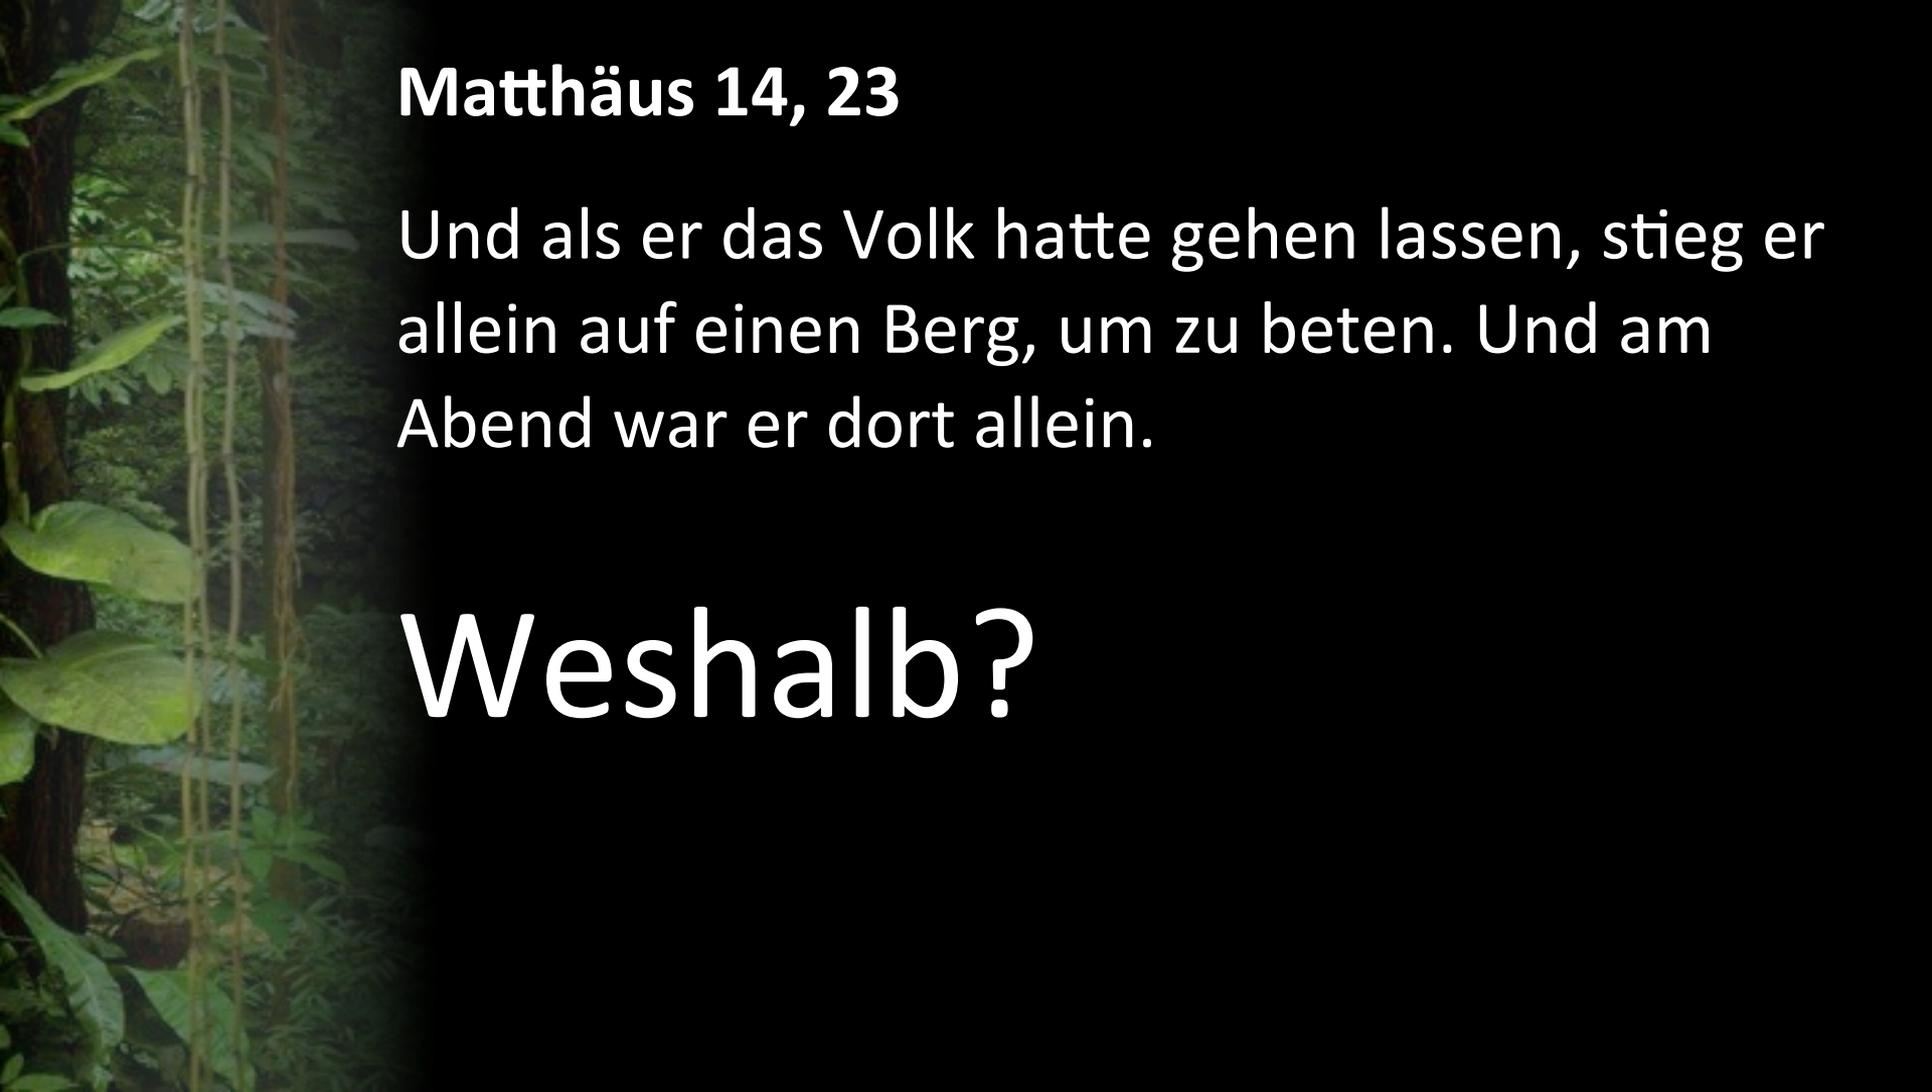 Matthäus 14, 23
Und als er das Volk hatte gehen lassen, stieg er
allein auf einen Berg, um zu beten. Und am
Abend war er dort allein.
Weshalb?